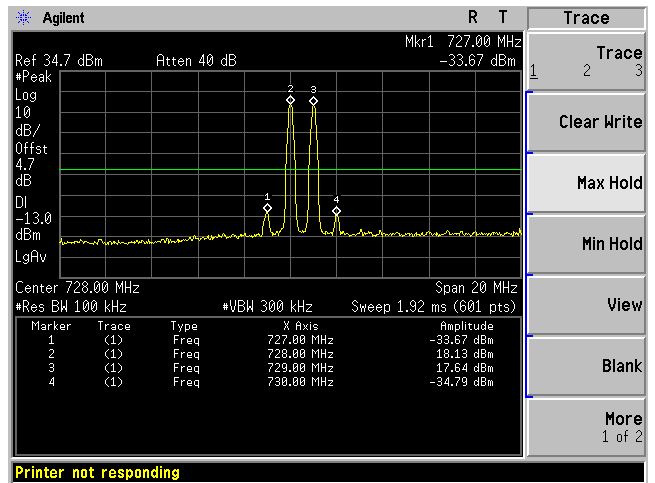 Agilent R T Trace
Mkr1 727.00 MHz
Ref 34.7 dBm Atten 40 dB -33.67 dBm
#Peak
Log
10
dB/
Offst
4.7
dB
DI
-13.0
dBm
LgAv
1
2
3
4
Center 728.00 MHz Span 20 MHz
#Res BW 100 kHz #VBW 300 kHz Sweep 1.92 ms (601 pts)
Marker Trace Type X Axis Amplitude
1 (1) Freq 727.00 MHz -33.67 dBm
2 (1) Freq 728.00 MHz 18.13 dBm
3 (1) Freq 729.00 MHz 17.64 dBm
4 (1) Freq 730.00 MHz -34.79 dBm
Trace
1 2 3
Clear Write
Max Hold
Min Hold
View
Blank
More
1 of 2
Printer not responding